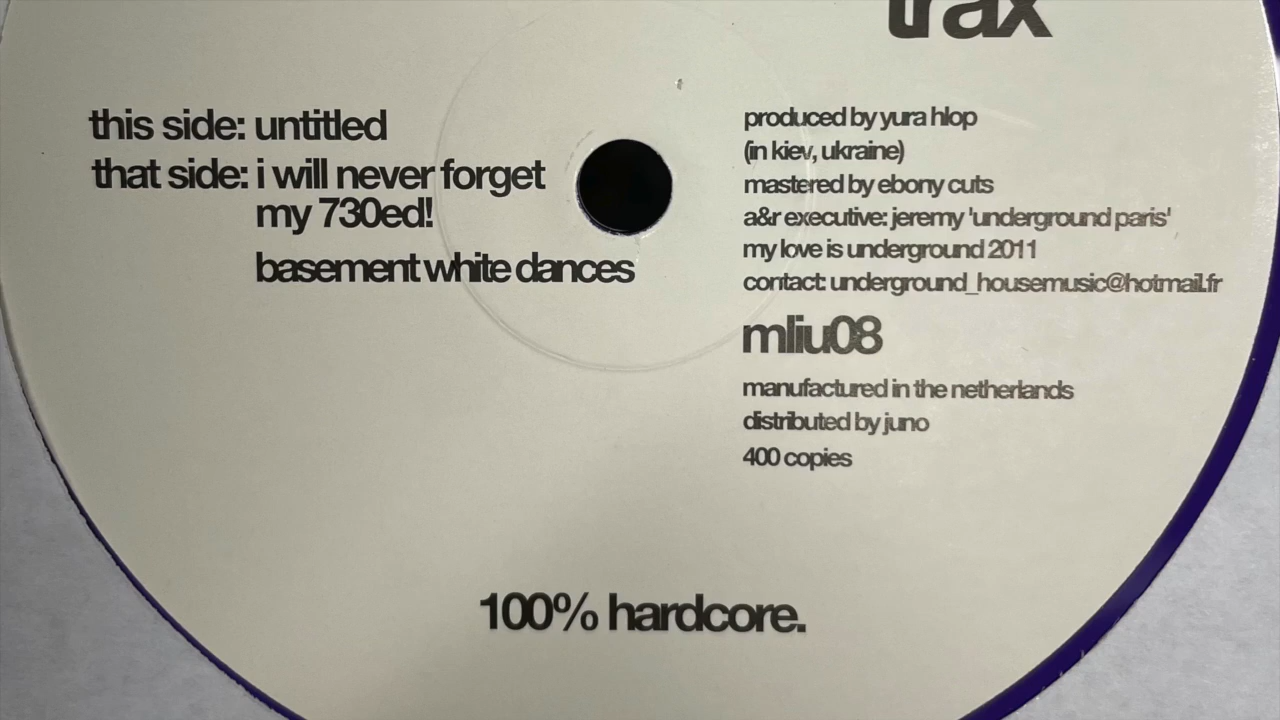 trax
this side: untitled
that side: i will never forget
my 730ed!
basement white dances
produced by yura hlop
(in kiev, ukraine)
mastered by ebony cuts
a&r executive: jeremy 'underground paris'
my love is underground 2011
contact: underground_housemusic@hotmail.fr
mliu08
manufactured in the netherlands
distributed by juno
400 copies
100% hardcore.